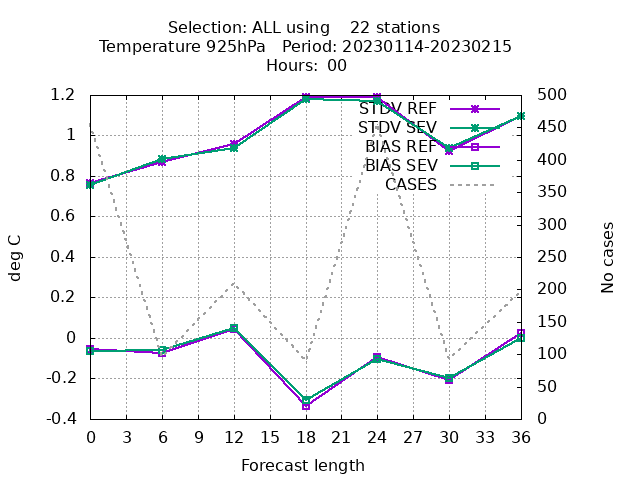 Selection: ALL using    22 stations
Temperature 925hPa   Period: 20230114-20230215
Hours:  00
1.2
1
0.8
0.6
0.4
0.2
0
-0.2
-0.4
deg C
STDV REF
STDV SEV
BIAS REF
BIAS SEV
CASES
500
450
400
350
300
250
200
150
100
50
0
No cases
0 3 6 9 12 15 18 21 24 27 30 33 36
Forecast length